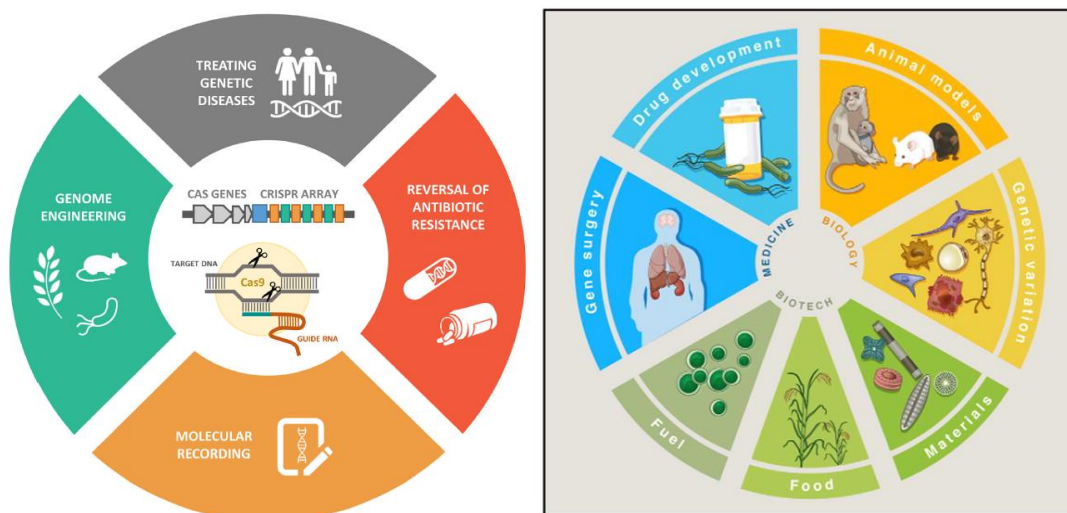 TREATING
GENETIC
DISEASES
GENOME
ENGINEERING
CAS GENES CRISPR ARRAY
TARGET DNA
Cas9
GUIDE RNA
REVERSAL OF
ANTIBIOTIC
RESISTANCE
MOLECULAR
RECORDING
Drug development
Animal models
Gene surgery
MEDICINE
BIOLOGY
Genetic variation
BIOTECH
Fuel
Food
Materials